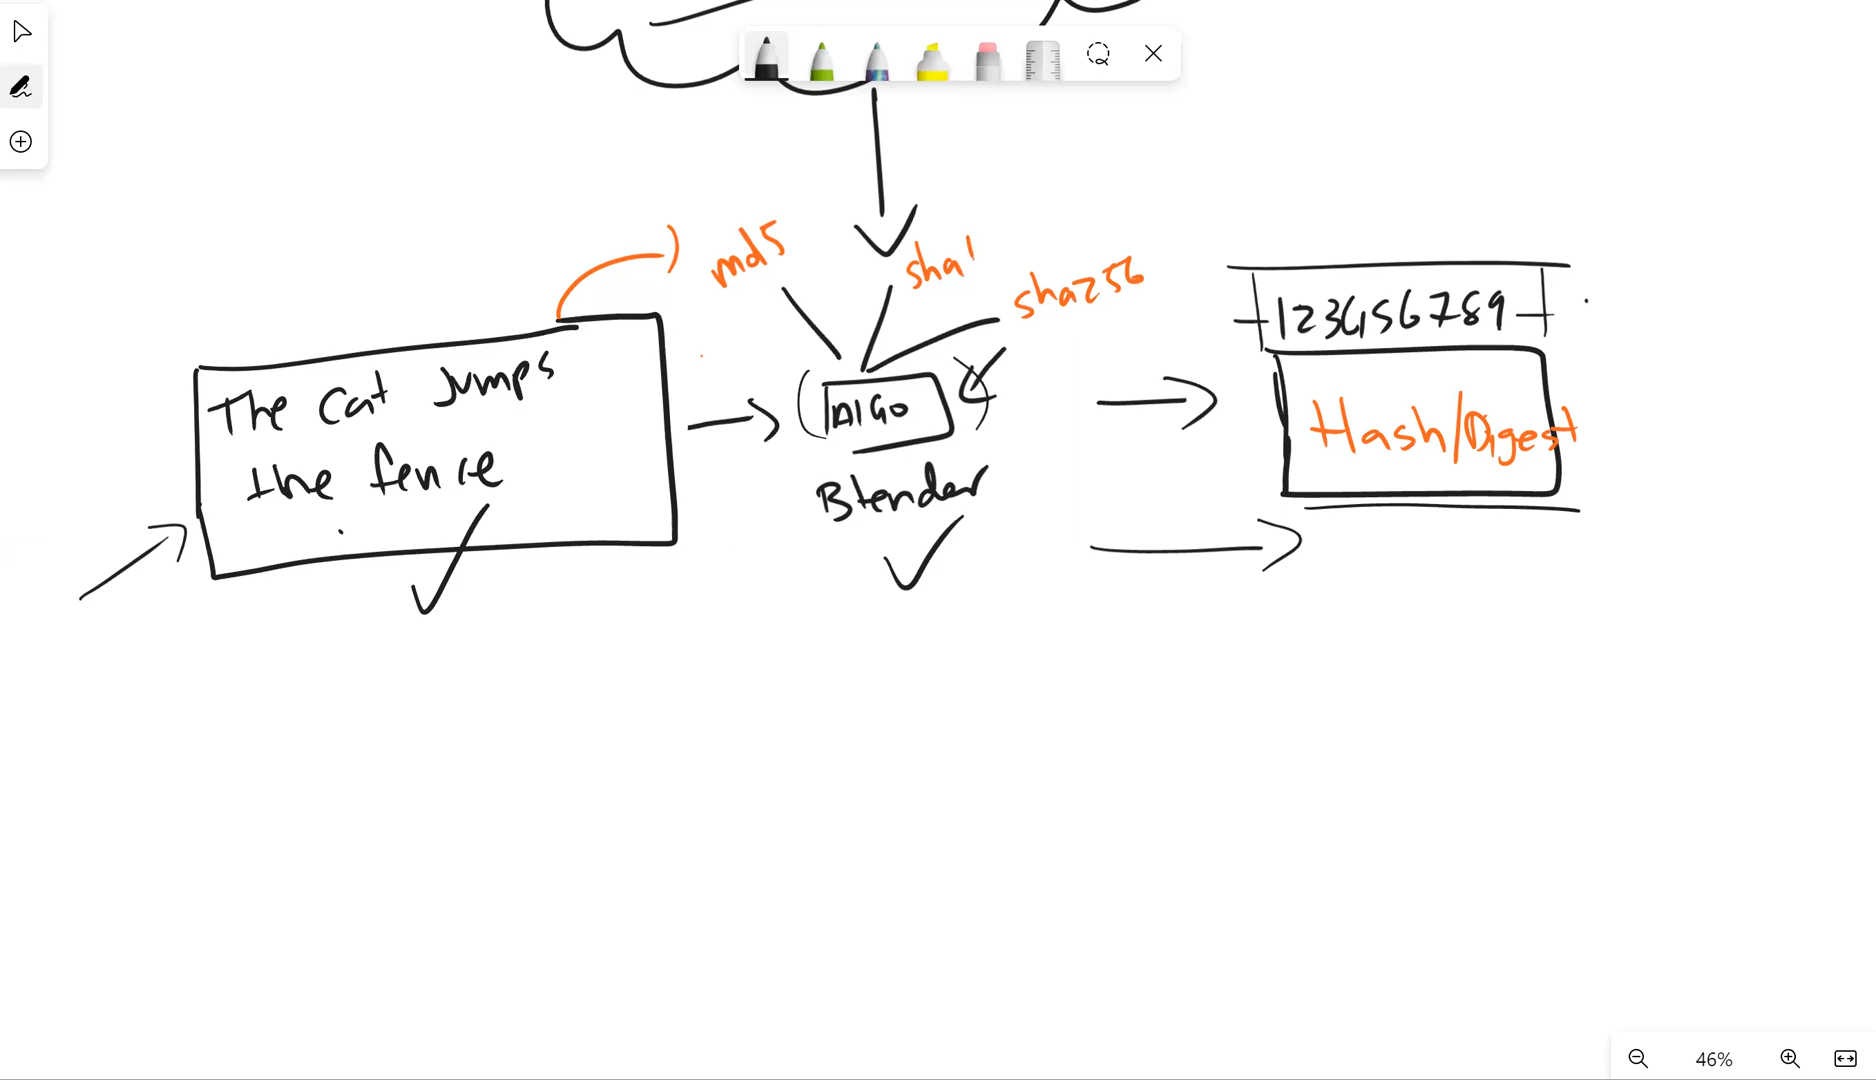 md5
sha1
sha256
123456789
The Cat Jumps
the fence
AlGO
Blender
Hash/Digest
46%